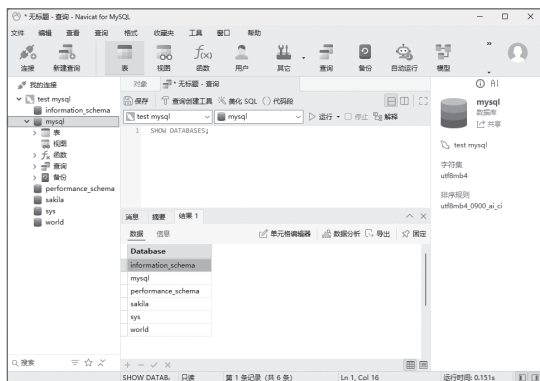 * 无标题 - 查询 - Navicat for MySQL
文件 编辑 查看 查询 格式 收藏夹 工具 窗口 帮助
连接 新建查询 表 视图 函数 用户 其它 查询 备份 自动运行 模型
我的连接
test mysql
information_schema
mysql
表
视图
函数
查询
备份
performance_schema
sakila
sys
world
搜索
对象 * 无标题 - 查询
保存 查询创建工具 美化 SQL () 代码段
test mysql mysql 运行 停止 解释
1 SHOW DATABASES;
消息 摘要 结果 1
数据 信息 单元格编辑器 数据分析 导出 固定
Database
information_schema
mysql
performance_schema
sakila
sys
world
SHOW DATAB. 只读 第 1 条记录 (共 6 条) Ln 1, Col 16 运行时间: 0.151s
AI
mysql
数据库
共享
test mysql
字符集
utf8mb4
排序规则
utf8mb4_0900_ai_ci